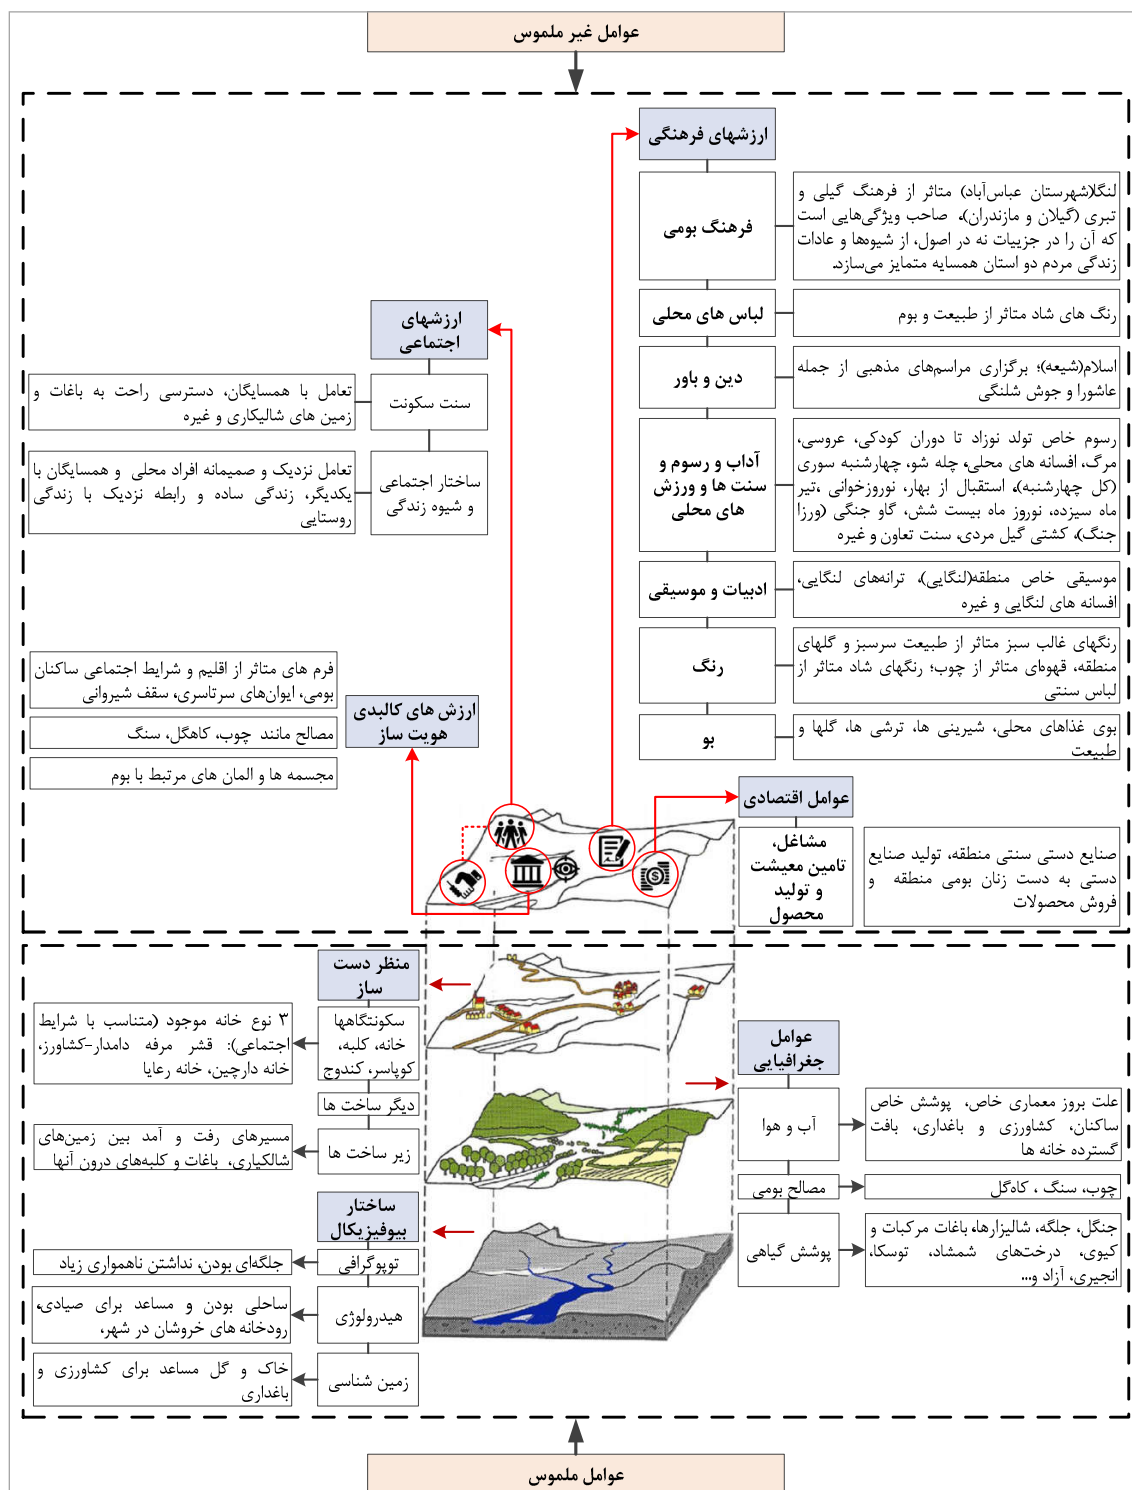 عوامل غیر ملموس
ارزشهای فرهنگی
فرهنگ بومی
لنگا(شهرستان عباس‌آباد) متاثر از فرهنگ گیلی و
تبری (گیلان و مازندران)، صاحب ویژگی‌هایی است
که آن را در جزییات نه در اصول، از شیوه‌ها و عادات
زندگی مردم دو استان همسایه متمایز می‌سازد.
لباس های محلی
رنگ های شاد متاثر از طبیعت و بوم
دین و باور
اسلام(شیعه)؛ برگزاری مراسم‌های مذهبی از جمله
عاشورا و جوش شلنگی
آداب و رسوم و
سنت ها و ورزش
های محلی
رسوم خاص تولد نوزاد تا دوران کودکی، عروسی،
مرگ، افسانه های محلی، چله شو، چهارشنبه سوری
(کل چهارشنبه)، استقبال از بهار، نوروزخوانی ،تیر
ماه سیزده، نوروز ماه بیست شش، گاو جنگی (ورزا
جنگ)، کشتی گیل مردی، سنت تعاون و غیره
ادبیات و موسیقی
موسیقی خاص منطقه(لنگایی)، ترانه‌های لنگایی،
افسانه های لنگایی و غیره
رنگ
رنگهای غالب سبز متاثر از طبیعت سرسبز و گلهای
منطقه، قهوه‌ای متاثر از چوب؛ رنگهای شاد متاثر از
لباس سنتی
بو
بوی غذاهای محلی، شیرینی ها، ترشی ها، گلها و
طبیعت
ارزشهای
اجتماعی
سنت سکونت
تعامل با همسایگان، دسترسی راحت به باغات و
زمین های شالیکاری و غیره
ساختار اجتماعی
و شیوه زندگی
تعامل نزدیک و صمیمانه افراد محلی و همسایگان با
یکدیگر، زندگی ساده و رابطه نزدیک با زندگی
روستایی
ارزش های کالبدی
هویت ساز
فرم های متاثر از اقلیم و شرایط اجتماعی ساکنان
بومی، ایوان‌های سرتاسری، سقف شیروانی
مصالح مانند چوب، کاهگل، سنگ
مجسمه ها و المان های مرتبط با بوم
عوامل اقتصادی
مشاغل،
تامین معیشت
و تولید
محصول
صنایع دستی سنتی منطقه، تولید صنایع
دستی به دست زنان بومی منطقه و
فروش محصولات
منظر دست
ساز
سکونتگاهها
خانه، کلبه،
کوپاسر، کندوج
۳ نوع خانه موجود (متناسب با شرایط
اجتماعی): قشر مرفه دامدار-کشاورز،
خانه دارچین، خانه رعایا
دیگر ساخت ها
زیر ساخت ها
مسیرهای رفت و آمد بین زمین‌های
شالکیاری، باغات و کلبه‌های درون آنها
عوامل
جغرافیایی
آب و هوا
علت بروز معماری خاص، پوشش خاص
ساکنان، کشاورزی و باغداری، بافت
گسترده خانه ها
مصالح بومی
چوب، سنگ ، کاه‌گل
پوشش گیاهی
جنگل، جلگه، شالیزارها، باغات مرکبات و
کیوی، درخت‌های شمشاد، توسکا،
انجیری، آزاد و...
ساختار
بیوفیزیکال
توپوگرافی
جلگه‌ای بودن، نداشتن ناهمواری زیاد
هیدرولوژی
ساحلی بودن و مساعد برای صیادی،
رودخانه های خروشان در شهر،
زمین شناسی
خاک و گل مساعد برای کشاورزی و
باغداری
عوامل ملموس